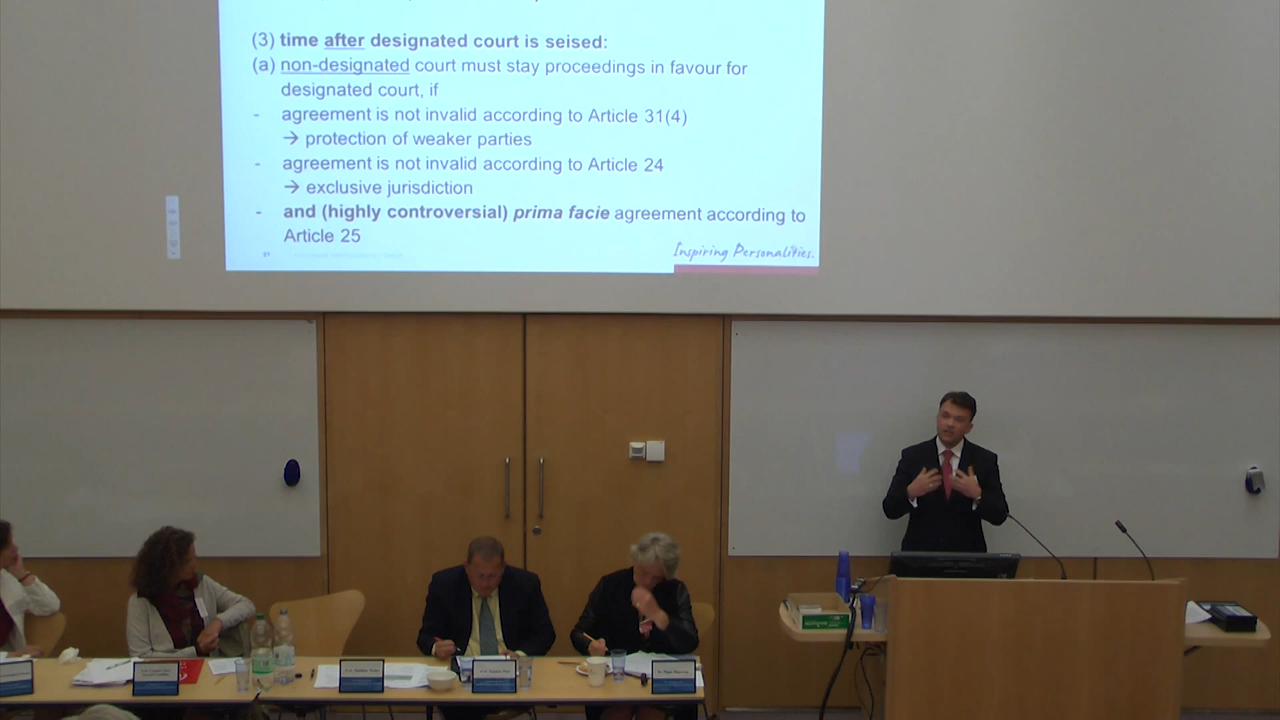 (3) time after designated court is seised:
(a) non-designated court must stay proceedings in favour for
designated court, if
- agreement is not invalid according to Article 31(4)
→ protection of weaker parties
- agreement is not invalid according to Article 24
→ exclusive jurisdiction
- and (highly controversial) prima facie agreement according to
Article 25
Inspiring Personalities.